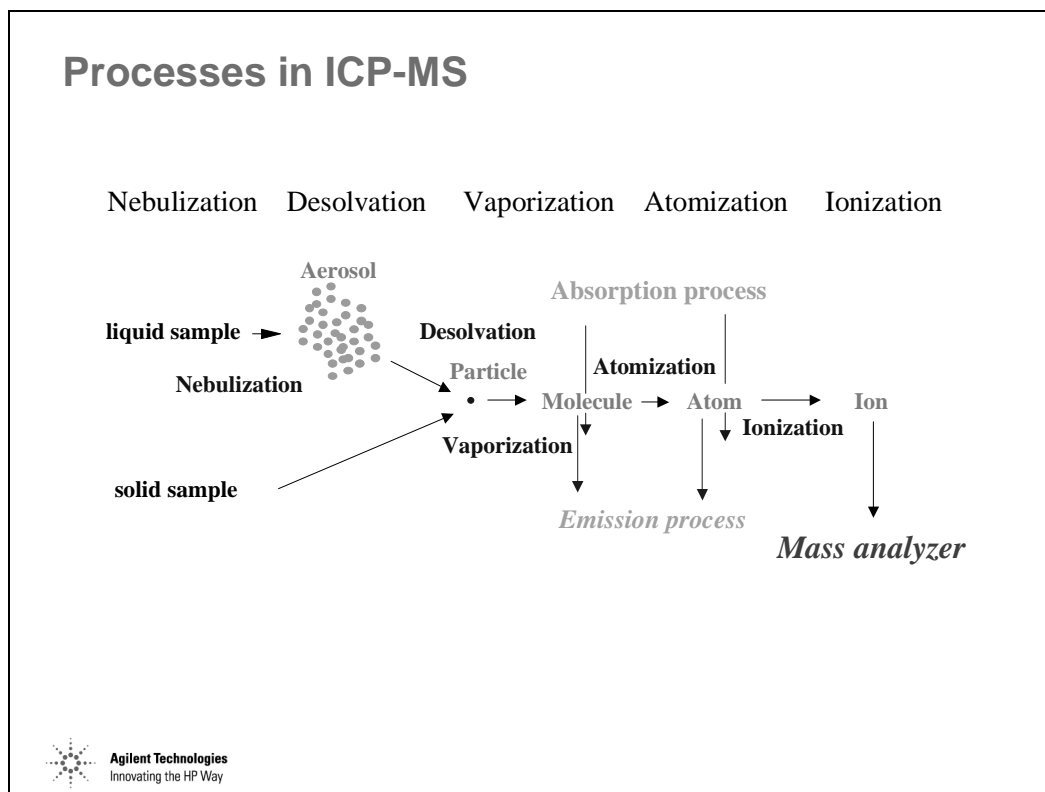 Processes in ICP-MS
Nebulization Desolvation Vaporization Atomization Ionization
Aerosol
Absorption process
liquid sample
Desolvation
Nebulization
Particle
Atomization
Molecule
Atom
Ion
Vaporization
Ionization
solid sample
Emission process
Mass analyzer
Agilent Technologies
Innovating the HP Way